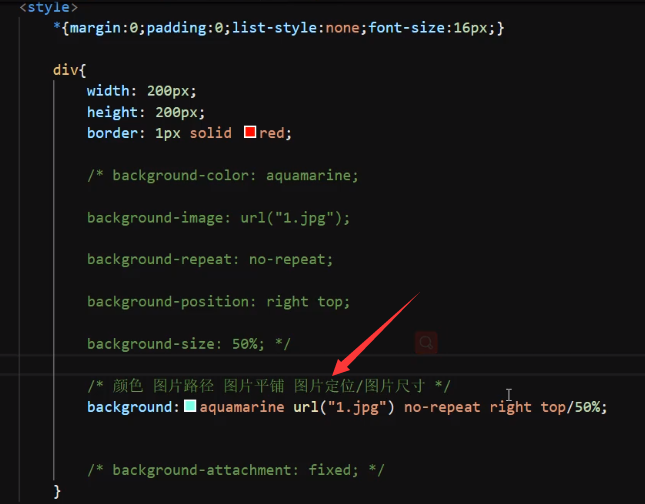 <style>
*{margin:0;padding:0;list-style:none;font-size:16px;}
div{
width: 200px;
height: 200px;
border: 1px solid red;
/* background-color: aquamarine;
background-image: url("1.jpg");
background-repeat: no-repeat;
background-position: right top;
background-size: 50%; */
/* 颜色 图片路径 图片平铺 图片定位/图片尺寸 */
background: aquamarine url("1.jpg") no-repeat right top/50%;
/* background-attachment: fixed; */
}